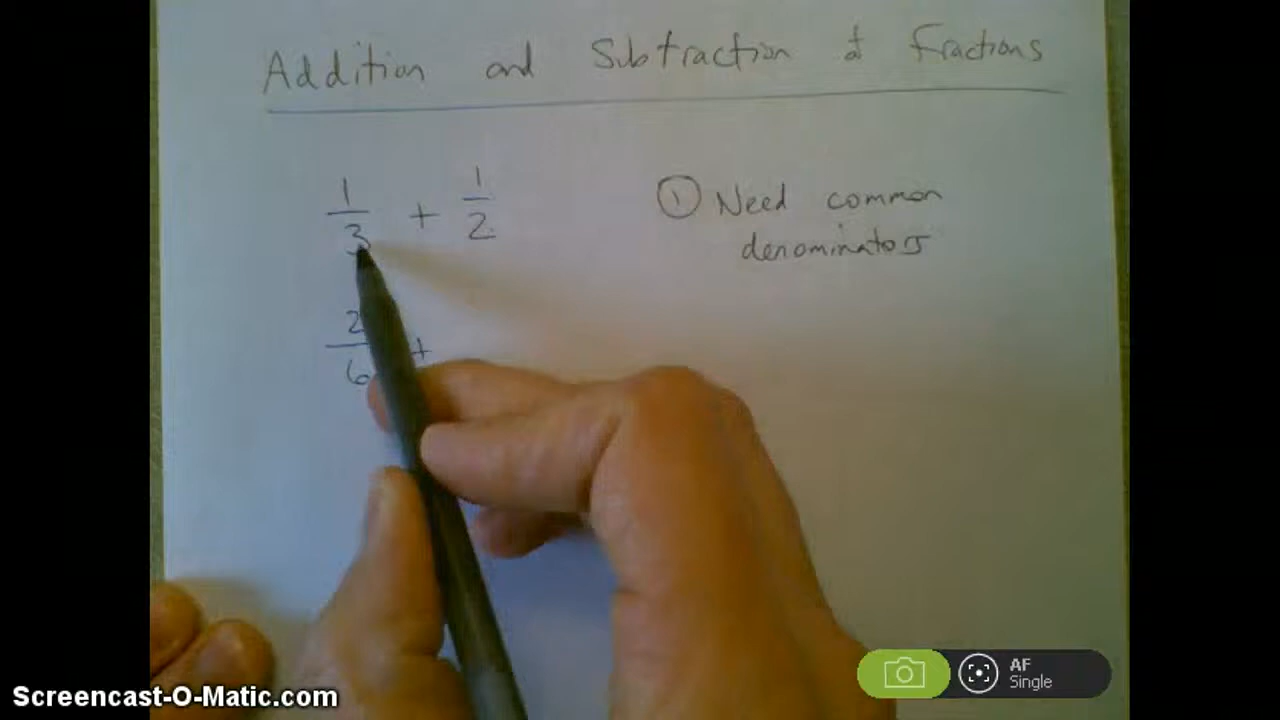 Addition and Subtraction of Fractions
1/3 + 1/2
① Need common
denominators
2/6 +
AF
Single
Screencast-O-Matic.com